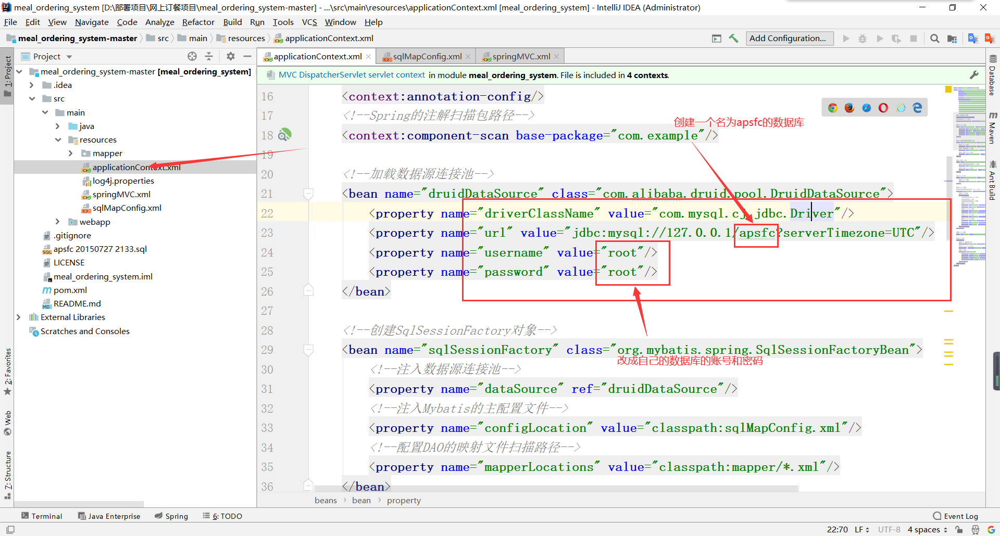 meal_ordering_system [D:\部署项目\网上订餐项目\meal_ordering_system-master] - ...\src\main\resources\applicationContext.xml [meal_ordering_system] - IntelliJ IDEA (Administrator)
File Edit View Navigate Code Analyze Refactor Build Run Tools VCS Window Help
meal_ordering_system-master src main resources applicationContext.xml Add Configuration...
Project
applicationContext.xml sqlMapConfig.xml springMVC.xml
1: Project
2: Favorites
Web
7: Structure
meal_ordering_system-master [meal_ordering_system]
.idea
src
main
java
resources
mapper
applicationContext.xml
log4j.properties
springMVC.xml
sqlMapConfig.xml
webapp
.gitignore
apsfc 20150727 2133.sql
LICENSE
meal_ordering_system.iml
pom.xml
README.md
External Libraries
Scratches and Consoles
MVC DispatcherServlet servlet context in module meal_ordering_system. File is included in 4 contexts.
16 <context:annotation-config/>
17 <!--Spring的注解扫描包路径-->
创建一个名为apsfc的数据库
18 <context:component-scan base-package="com.example"/>
19
20 <!--加载数据源连接池-->
21 <bean name="druidDataSource" class="com.alibaba.druid.pool.DruidDataSource">
22 <property name="driverClassName" value="com.mysql.cj.jdbc.Driver"/>
23 <property name="url" value="jdbc:mysql://127.0.0.1/apsfc?serverTimezone=UTC"/>
24 <property name="username" value="root"/>
25 <property name="password" value="root"/>
26 </bean>
27
28 <!--创建SqlSessionFactory对象-->
29 <bean name="sqlSessionFactory" class="org.mybatis.spring.SqlSessionFactoryBean">
改成自己的数据库的账号和密码
30 <!--注入数据源连接池-->
31 <property name="dataSource" ref="druidDataSource"/>
32 <!--注入Mybatis的主配置文件-->
33 <property name="configLocation" value="classpath:sqlMapConfig.xml"/>
34 <!--配置DAO的映射文件扫描路径-->
35 <property name="mapperLocations" value="classpath:mapper/*.xml"/>
36 </bean>
beans bean property
Database
Maven
Ant Build
Terminal Java Enterprise Spring 6: TODO Event Log
22:70 LF UTF-8 4 spaces